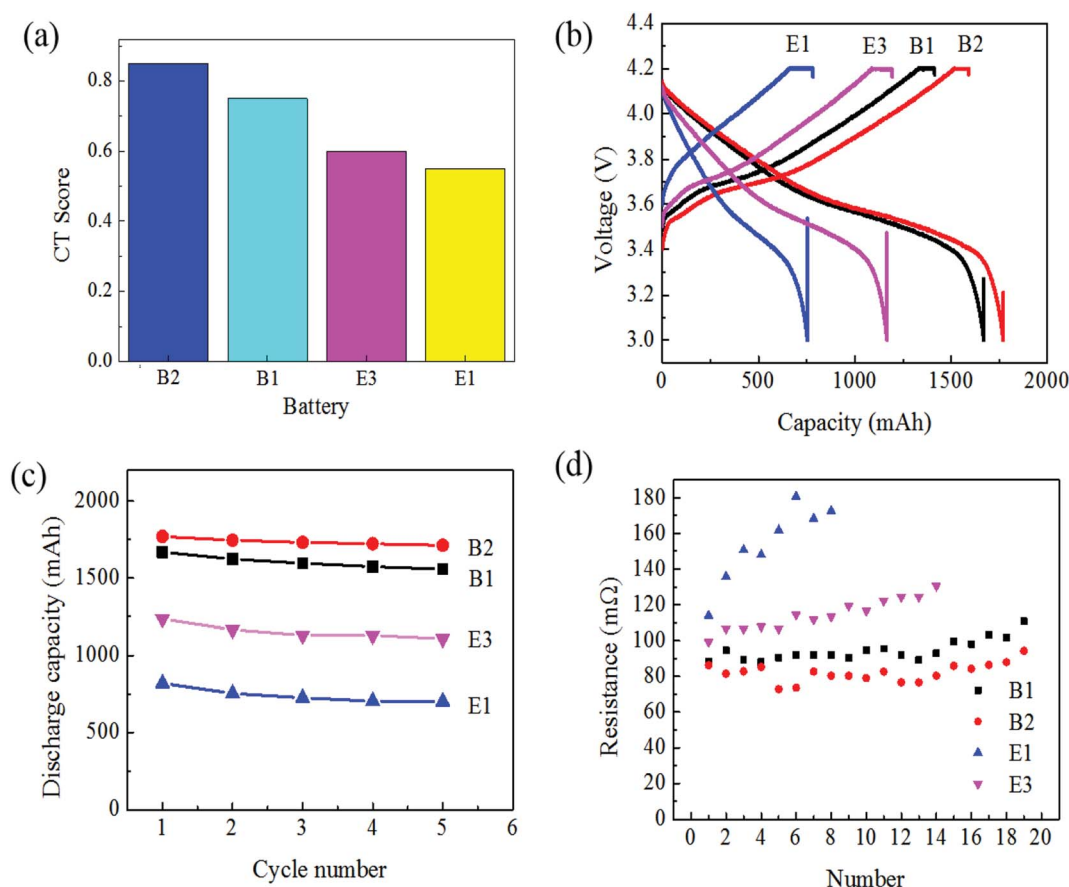 (a)
CT Score
0.8
0.6
0.4
0.2
0.0
B2 B1 E3 E1
Battery
(b)
Voltage (V)
4.4
4.2
4.0
3.8
3.6
3.4
3.2
3.0
E1 E3 B1 B2
0 500 1000 1500 2000
Capacity (mAh)
(c)
Discharge capacity (mAh)
2000
1500
1000
500
0
B2
B1
E3
E1
1 2 3 4 5 6
Cycle number
(d)
Resistance (mΩ)
180
160
140
120
100
80
60
40
20
0
B1
B2
E1
E3
0 2 4 6 8 10 12 14 16 18 20
Number